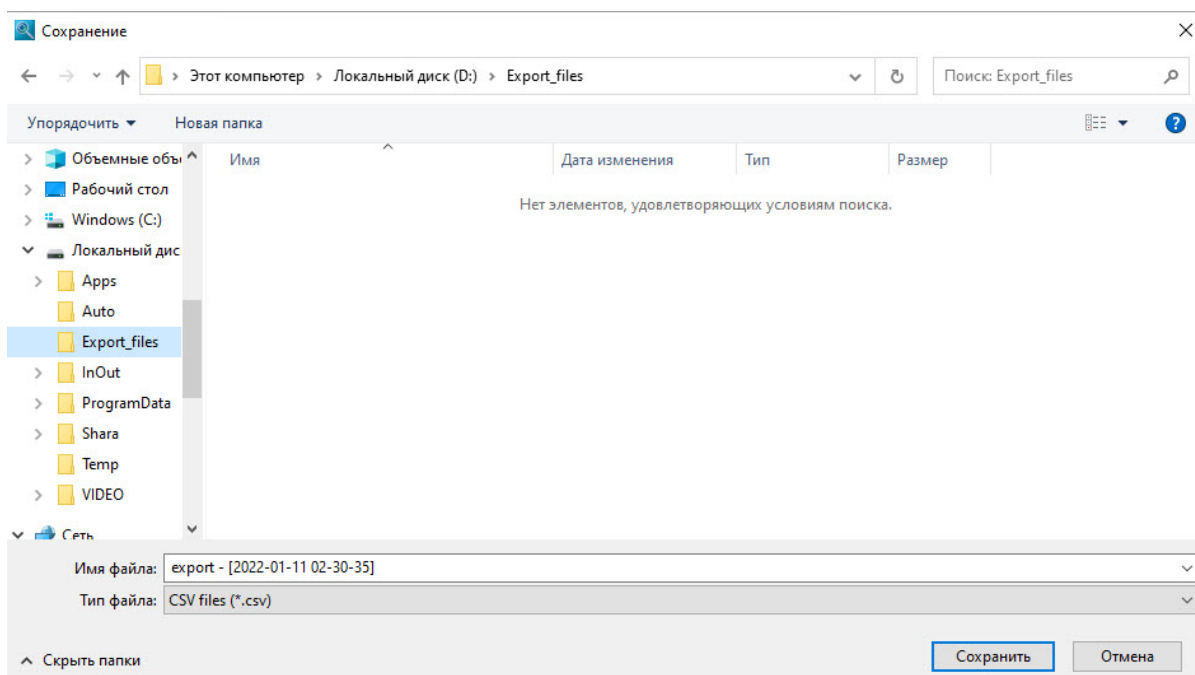 Сохранение
Этот компьютер › Локальный диск (D:) › Export_files
Поиск: Export_files
Упорядочить
Новая папка
Имя
Дата изменения
Тип
Размер
Нет элементов, удовлетворяющих условиям поиска.
Объемные объ
Рабочий стол
Windows (C:)
Локальный дис
Apps
Auto
Export_files
InOut
ProgramData
Shara
Temp
VIDEO
Сеть
Имя файла: export - [2022-01-11 02-30-35]
Тип файла: CSV files (*.csv)
Скрыть папки
Сохранить
Отмена